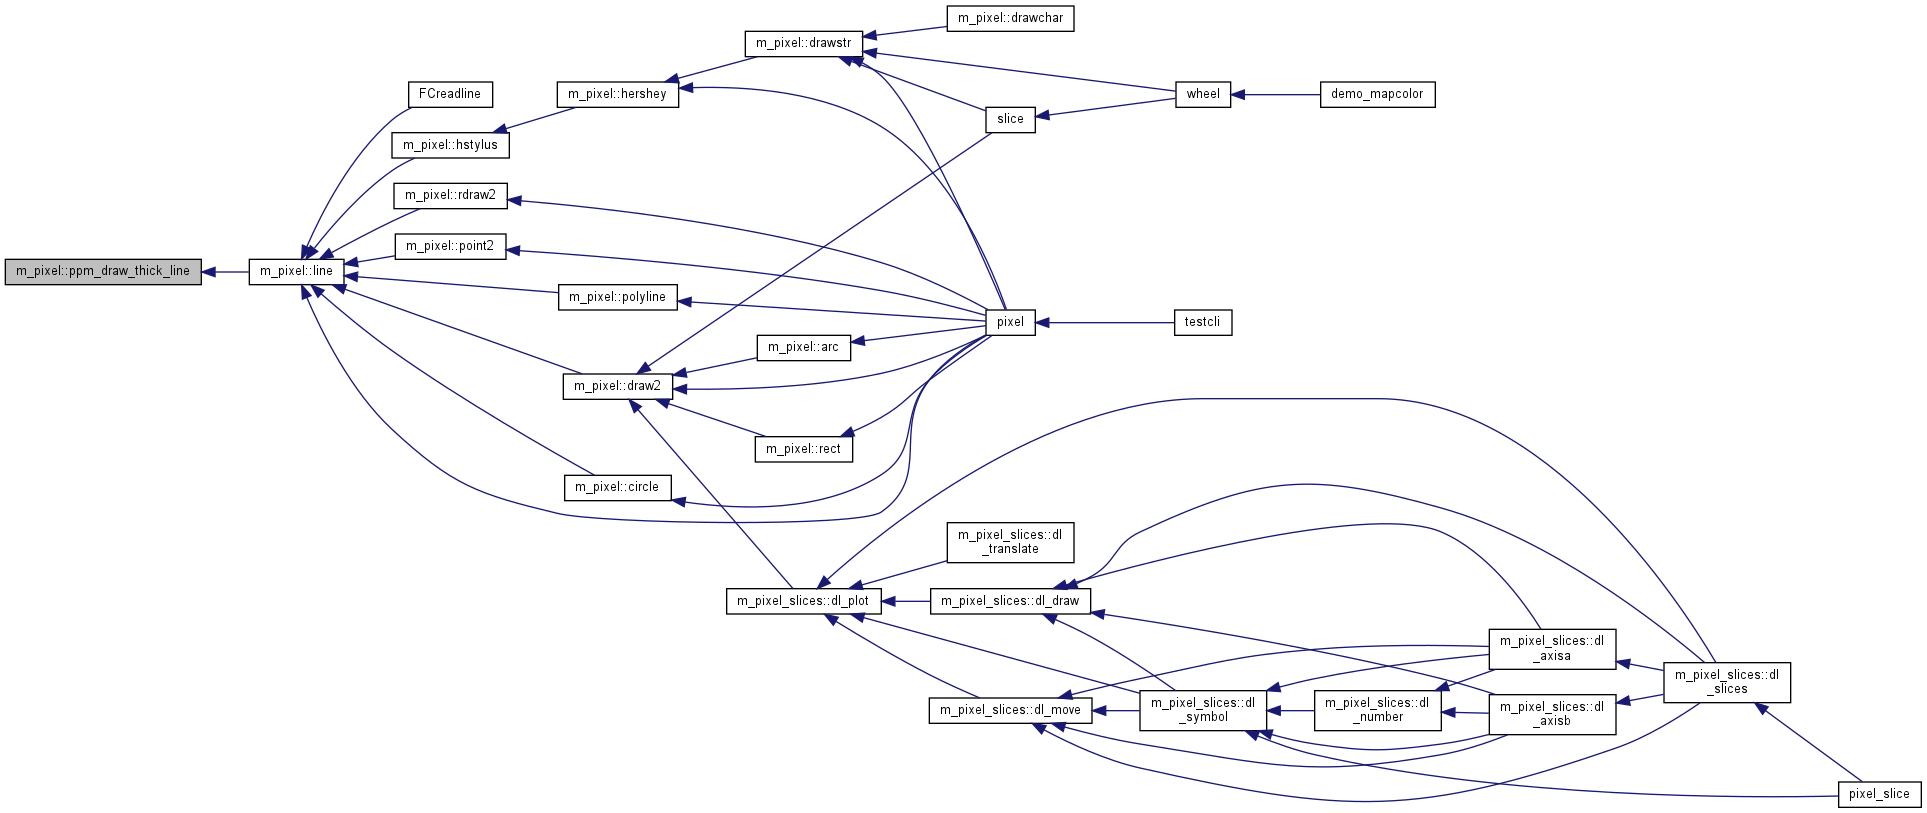 m_pixel::drawchar
m_pixel::drawstr
FCreadline
m_pixel::hershey
wheel
demo_mapcolor
slice
m_pixel::hstylus
m_pixel::rdraw2
m_pixel::point2
m_pixel::ppm_draw_thick_line
m_pixel::line
m_pixel::polyline
pixel
testcli
m_pixel::arc
m_pixel::draw2
m_pixel::rect
m_pixel::circle
m_pixel_slices::dl
_translate
m_pixel_slices::dl_plot
m_pixel_slices::dl_draw
m_pixel_slices::dl
_axisa
m_pixel_slices::dl
_slices
m_pixel_slices::dl_move
m_pixel_slices::dl
_symbol
m_pixel_slices::dl
_number
m_pixel_slices::dl
_axisb
pixel_slice